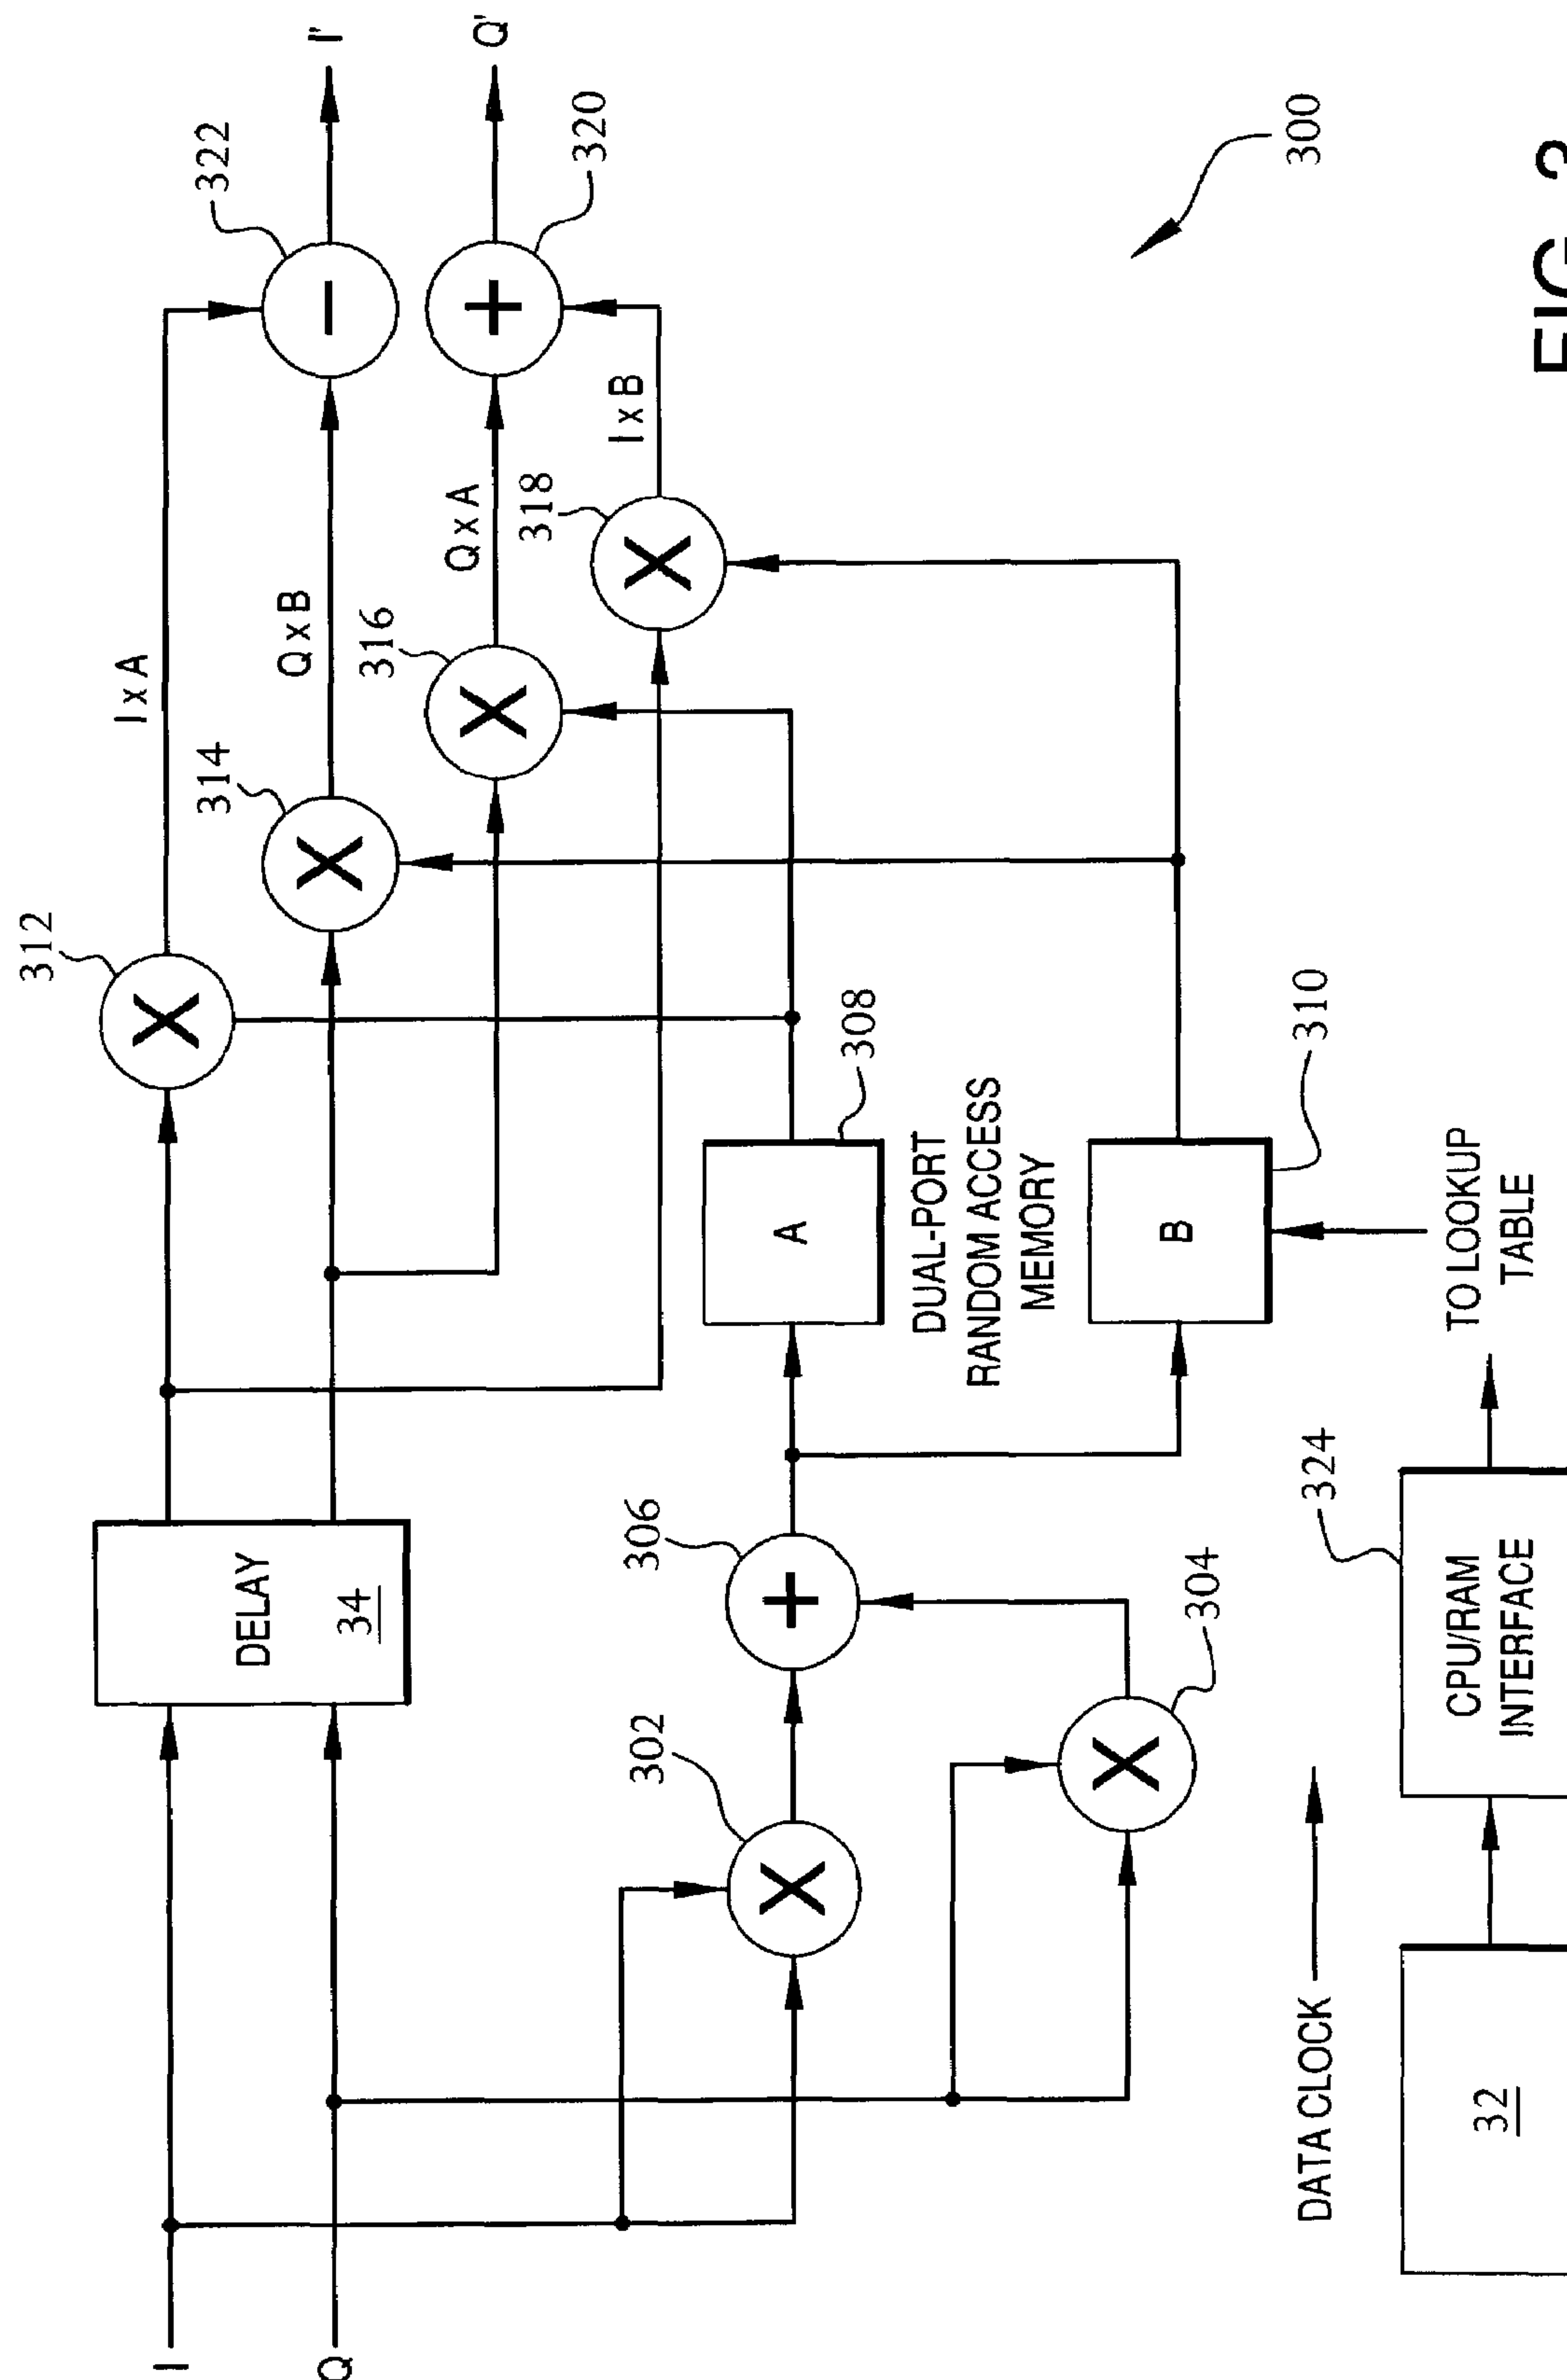 I
Q
DELAY
34
312
I x A
314
Q x B
316
Q x A
318
I x B
322
I'
320
Q'
302
304
306
A
308
DUAL-PORT
RANDOM ACCESS
MEMORY
B
310
TO LOOKUP
TABLE
324
CPU/RAM
INTERFACE
DATA CLOCK
32
300